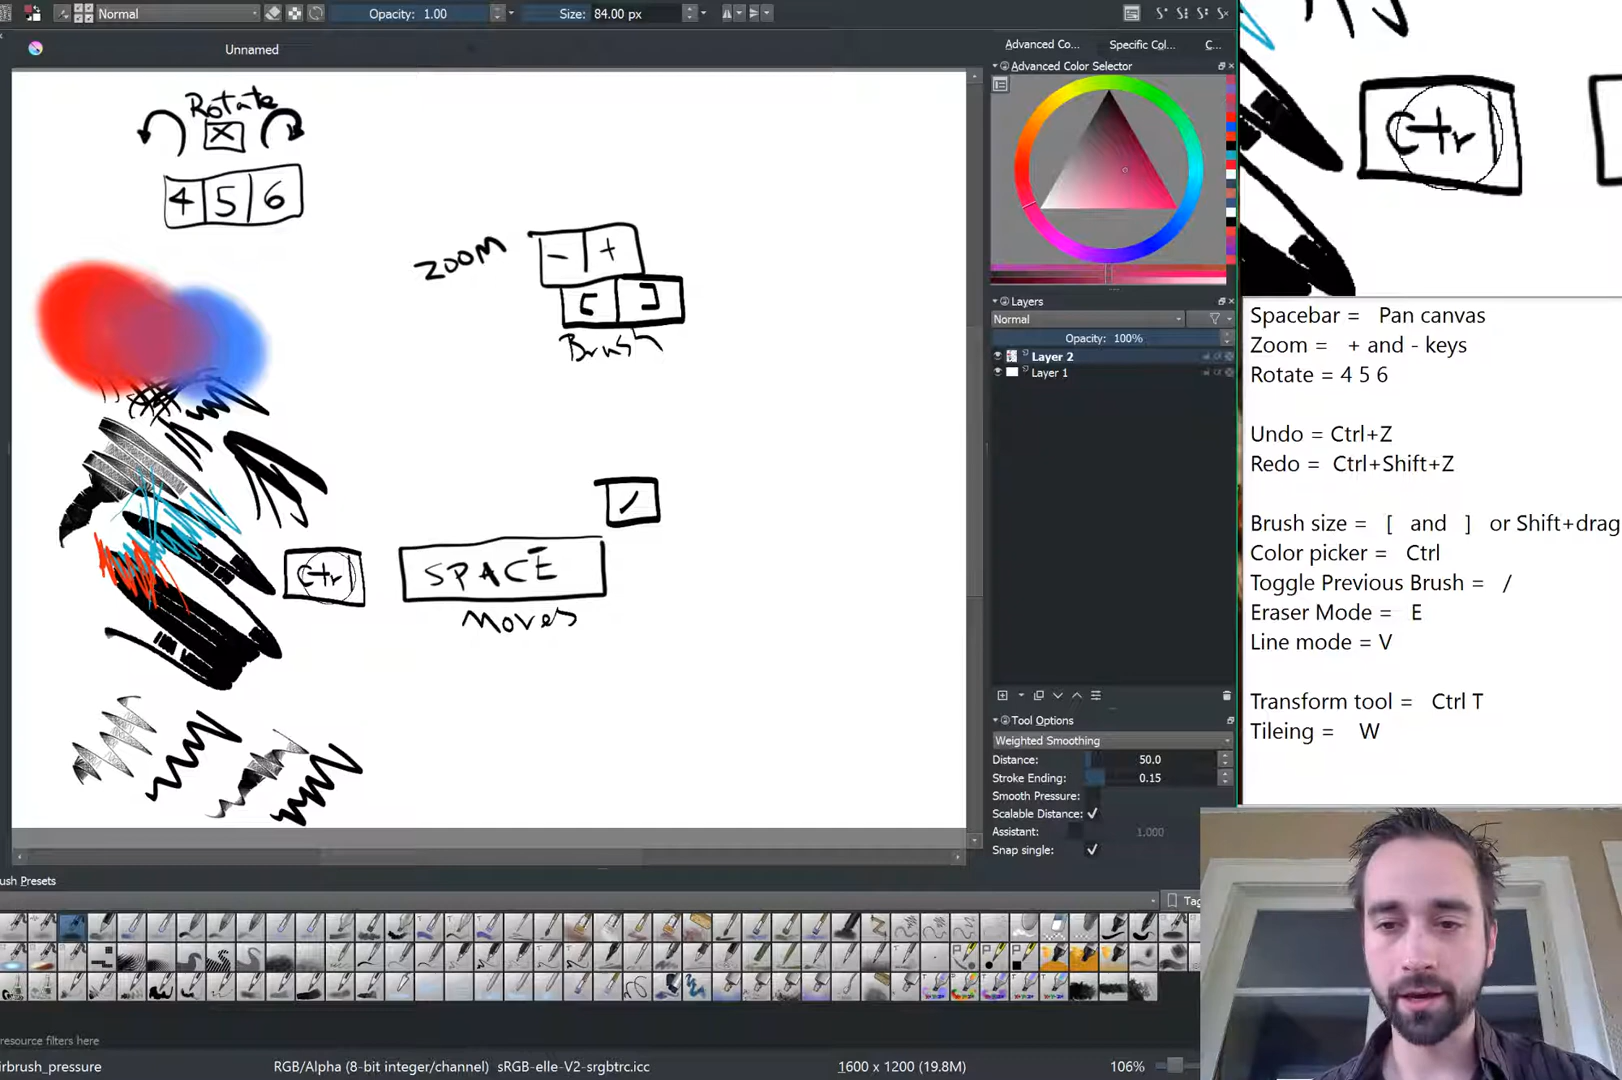 Normal
Opacity: 1.00
Size: 84.00 px
Unnamed
Rotate
X
4 5 6
ZOOM
- +
[ ]
Brush
/
Ctrl
SPACE
Moves
Advanced Co...
Specific Col...
C...
Advanced Color Selector
Layers
Normal
Opacity: 100%
Layer 2
Layer 1
Tool Options
Weighted Smoothing
Distance: 50.0
Stroke Ending: 0.15
Smooth Pressure:
Scalable Distance:
Assistant: 1.000
Snap single:
Ctrl
Spacebar = Pan canvas
Zoom = + and - keys
Rotate = 4 5 6
Undo = Ctrl+Z
Redo = Ctrl+Shift+Z
Brush size = [ and ] or Shift+drag
Color picker = Ctrl
Toggle Previous Brush = /
Eraser Mode = E
Line mode = V
Transform tool = Ctrl T
Tileing = W
ush Presets
Tag
resource filters here
irbrush_pressure
RGB/Alpha (8-bit integer/channel) sRGB-elle-V2-srgbtrc.icc
1600 x 1200 (19.8M)
106%